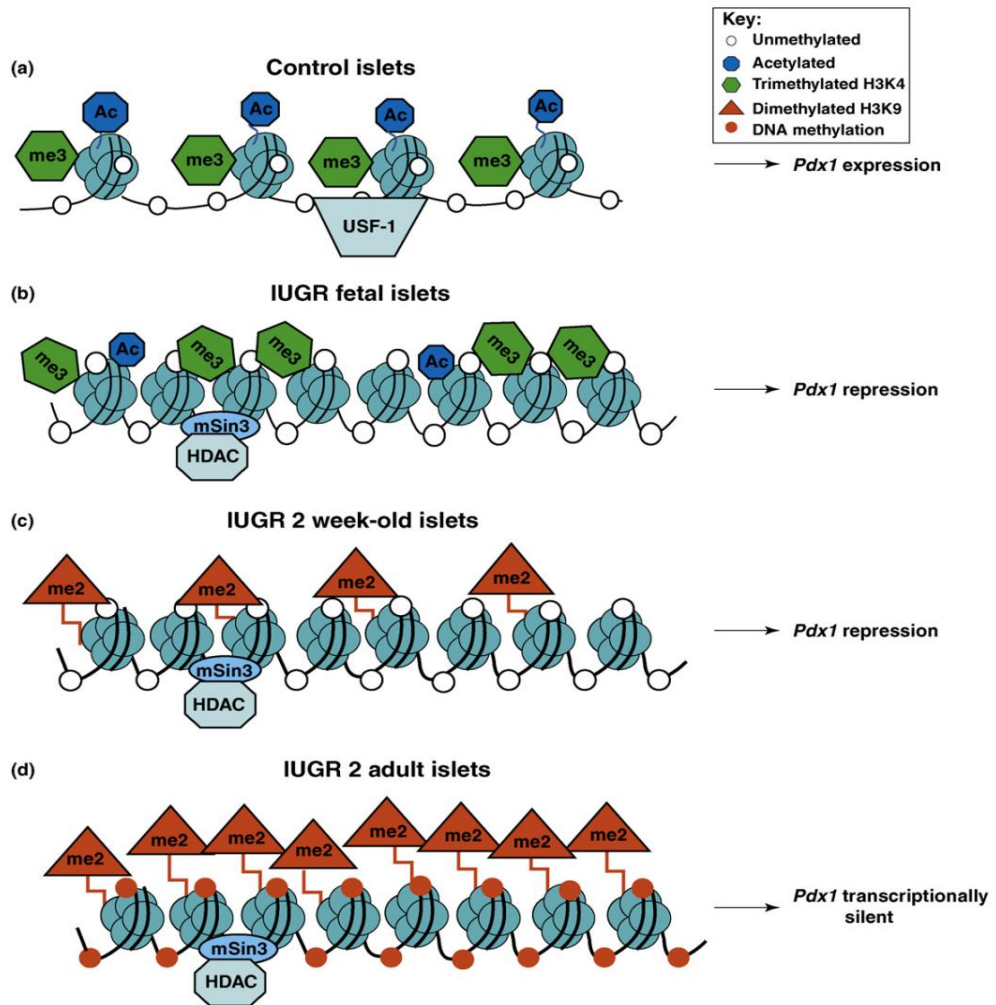 Key:
Unmethylated
Acetylated
Trimethylated H3K4
Dimethylated H3K9
DNA methylation
(a)
Control islets
Ac
Ac
Ac
Ac
me3
me3
me3
me3
USF-1
Pdx1 expression
(b)
IUGR fetal islets
me3
Ac
me3
me3
Ac
me3
me3
mSin3
HDAC
Pdx1 repression
(c)
IUGR 2 week-old islets
me2
me2
me2
me2
mSin3
HDAC
Pdx1 repression
(d)
IUGR 2 adult islets
me2
me2
me2
me2
me2
me2
me2
me2
mSin3
HDAC
Pdx1 transcriptionally
silent